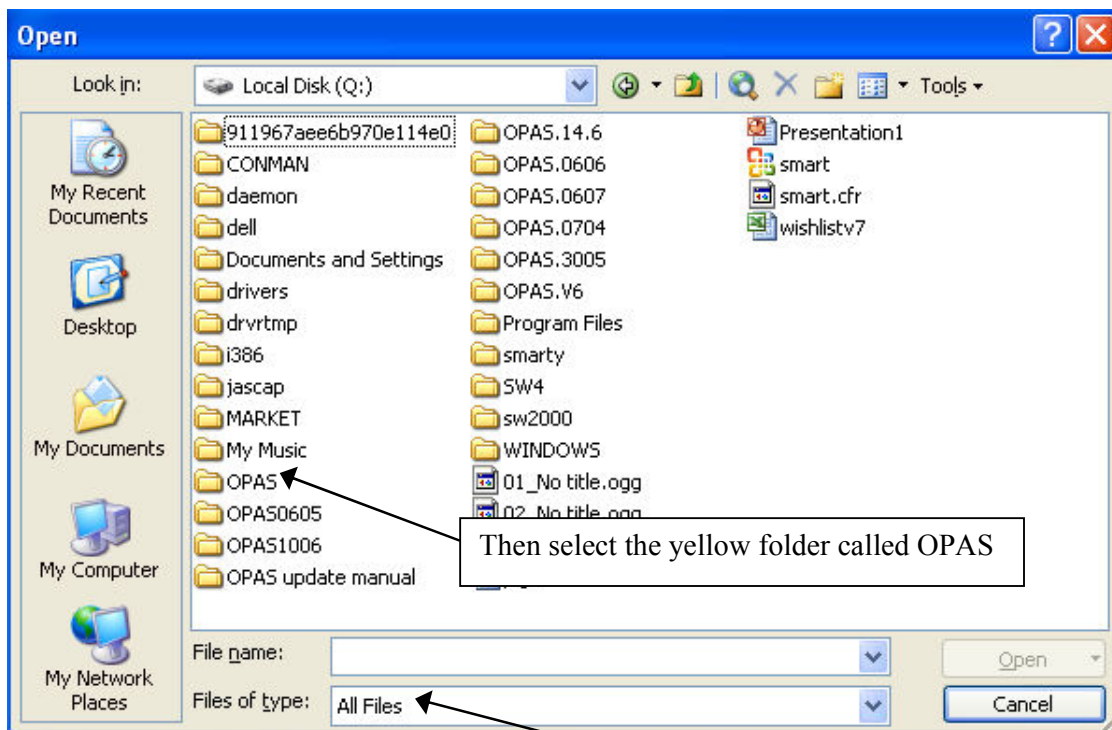 Open
Look in:
Local Disk (Q:)
Tools
My Recent
Documents
Desktop
My Documents
My Computer
My Network
Places
911967aee6b970e114e0
CONMAN
daemon
dell
Documents and Settings
drivers
drvrtmp
i386
jascap
MARKET
My Music
OPAS
OPAS0605
OPAS1006
OPAS update manual
OPAS.14.6
OPAS.0606
OPAS.0607
OPAS.0704
OPAS.3005
OPAS.V6
Program Files
smarty
SW4
sw2000
WINDOWS
01_No title.ogg
02_No title.ogg
Presentation1
smart
smart.cfr
wishlistv7
Then select the yellow folder called OPAS
File name:
Open
Files of type:
All Files
Cancel